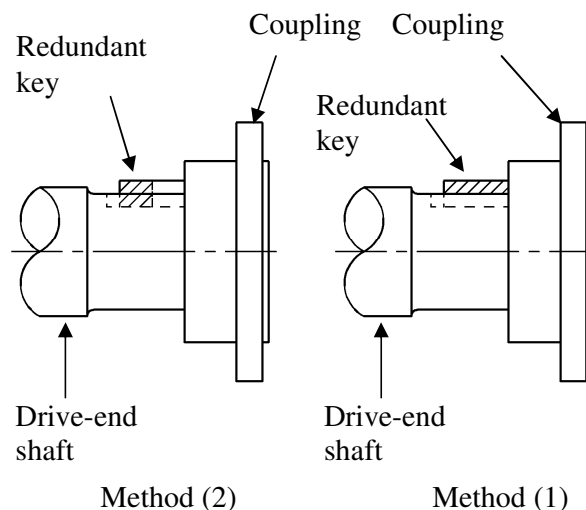 Coupling
Coupling
Redundant
key
Redundant
key
Drive-end
shaft
Drive-end
shaft
Method (2)
Method (1)